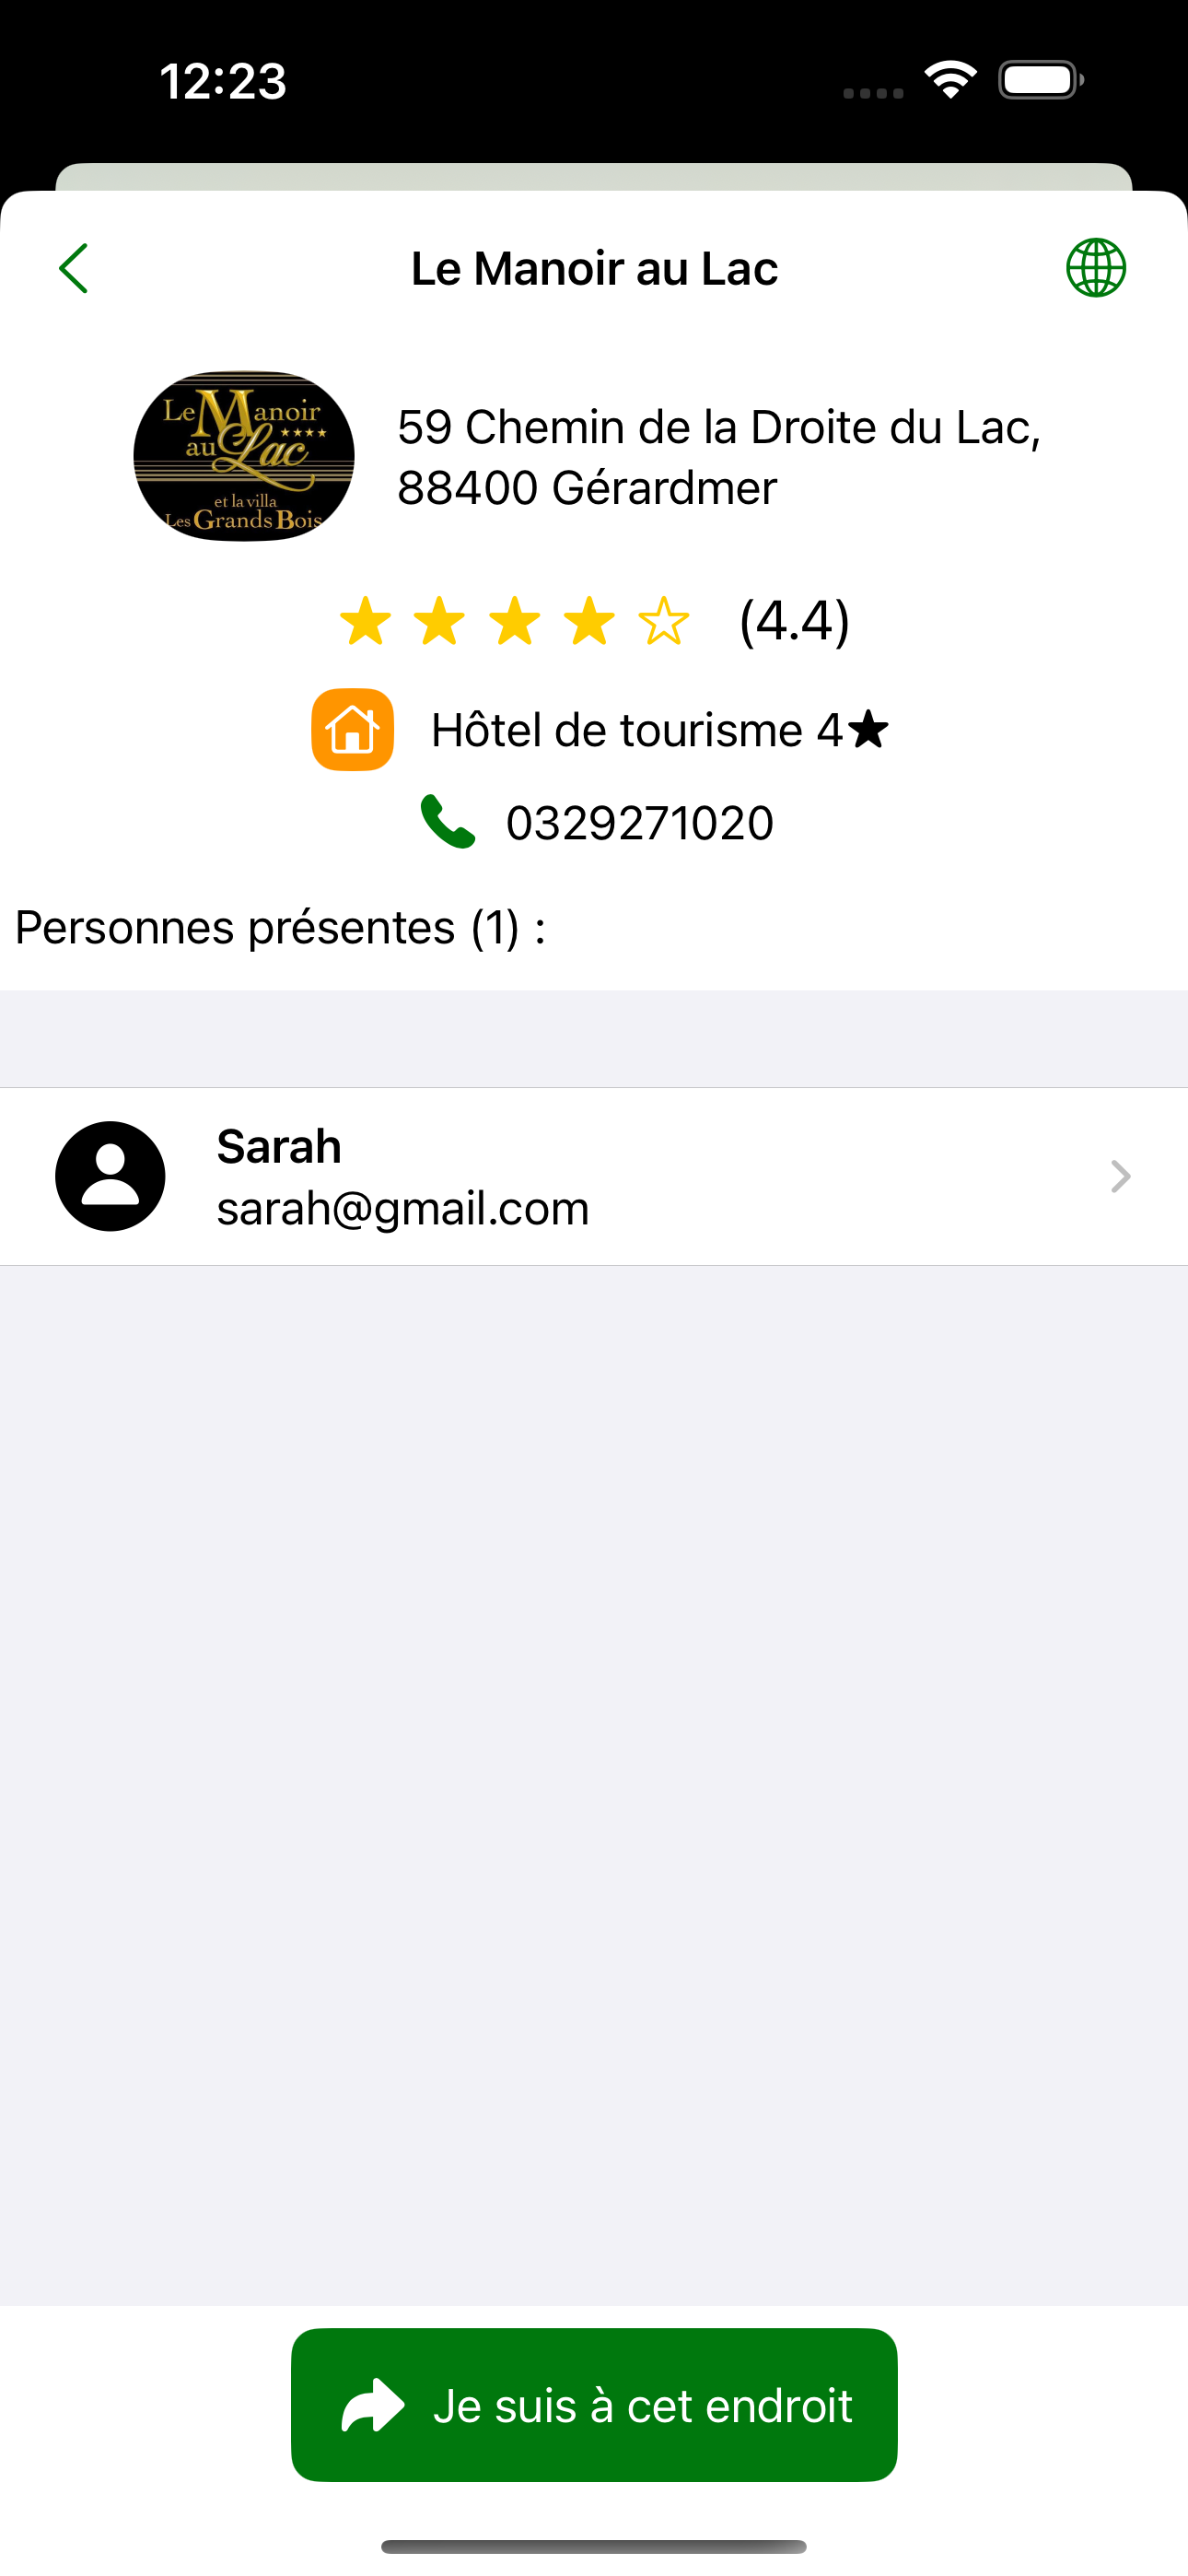 12:23
Le Manoir au Lac
Le Manoir
au Lac
et la villa
Les Grands Bois
59 Chemin de la Droite du Lac,
88400 Gérardmer
(4.4)
Hôtel de tourisme 4★
0329271020
Personnes présentes (1) :
Sarah
sarah@gmail.com
Je suis à cet endroit